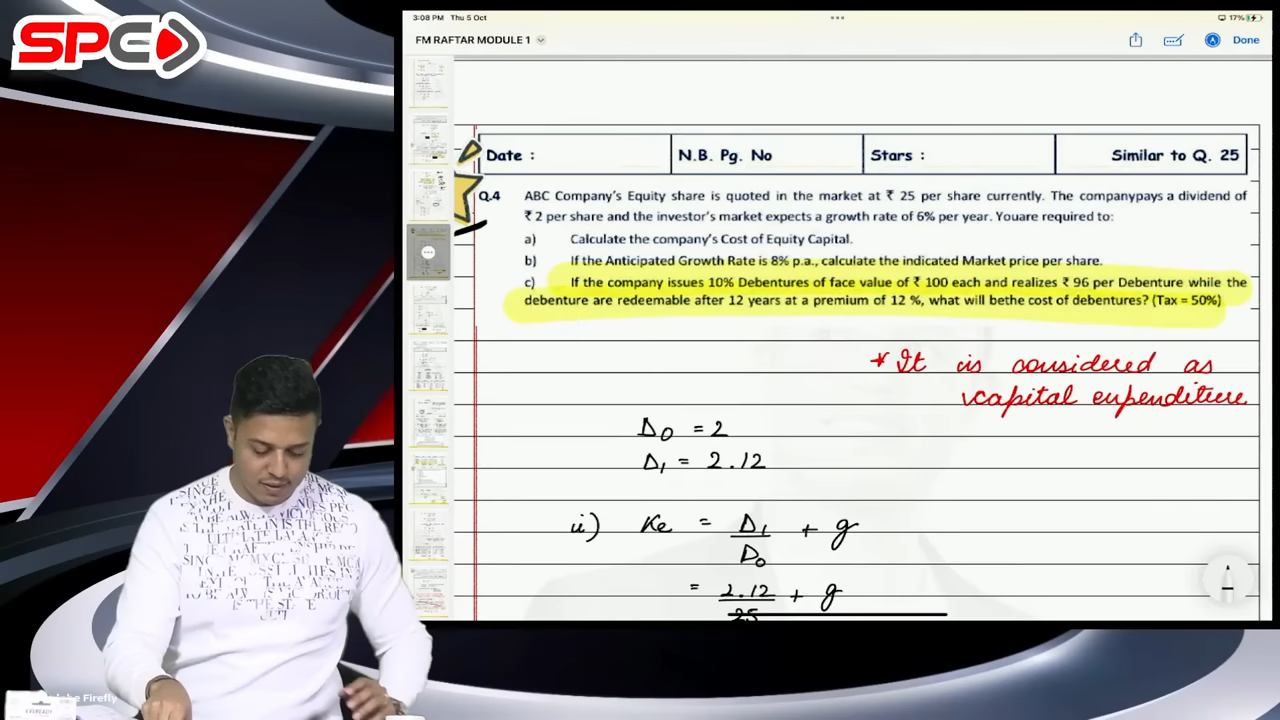 SPC
3:08 PM Thu 5 Oct
17%
FM RAFTAR MODULE 1
Done
Date :
N.B. Pg. No
Stars :
Similar to Q. 25
Q.4 ABC Company's Equity share is quoted in the market at ₹ 25 per share currently. The companypays a dividend of
₹ 2 per share and the investor's market expects a growth rate of 6% per year. Youare required to:
a) Calculate the company's Cost of Equity Capital.
b) If the Anticipated Growth Rate is 8% p.a., calculate the indicated Market price per share.
c) If the company issues 10% Debentures of face value of ₹ 100 each and realizes ₹ 96 per Debenture while the
debenture are redeemable after 12 years at a premium of 12 %, what will bethe cost of debentures? (Tax = 50%)
* It is considered as
capital expenditure
D0 = 2
D1 = 2.12
ii) Ke = D1 + g
D0
= 2.12 + g
25
Firefly